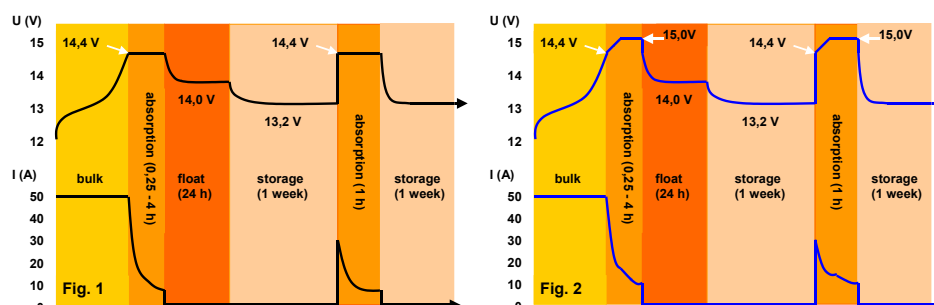 U (V)
15
14
13
12
I (A)
50
40
30
20
10
0
14,4 V
14,4 V
14,0 V
13,2 V
bulk
absorption (0,25 - 4 h)
float
(24 h)
storage
(1 week)
absorption (1 h)
storage
(1 week)
Fig. 1
U (V)
15
14
13
12
I (A)
50
40
30
20
10
0
14,4 V
15,0V
14,4 V
15,0V
14,0 V
13,2 V
bulk
absorption (0,25 - 4 h)
float
(24 h)
storage
(1 week)
absorption (1 h)
storage
(1 week)
Fig. 2